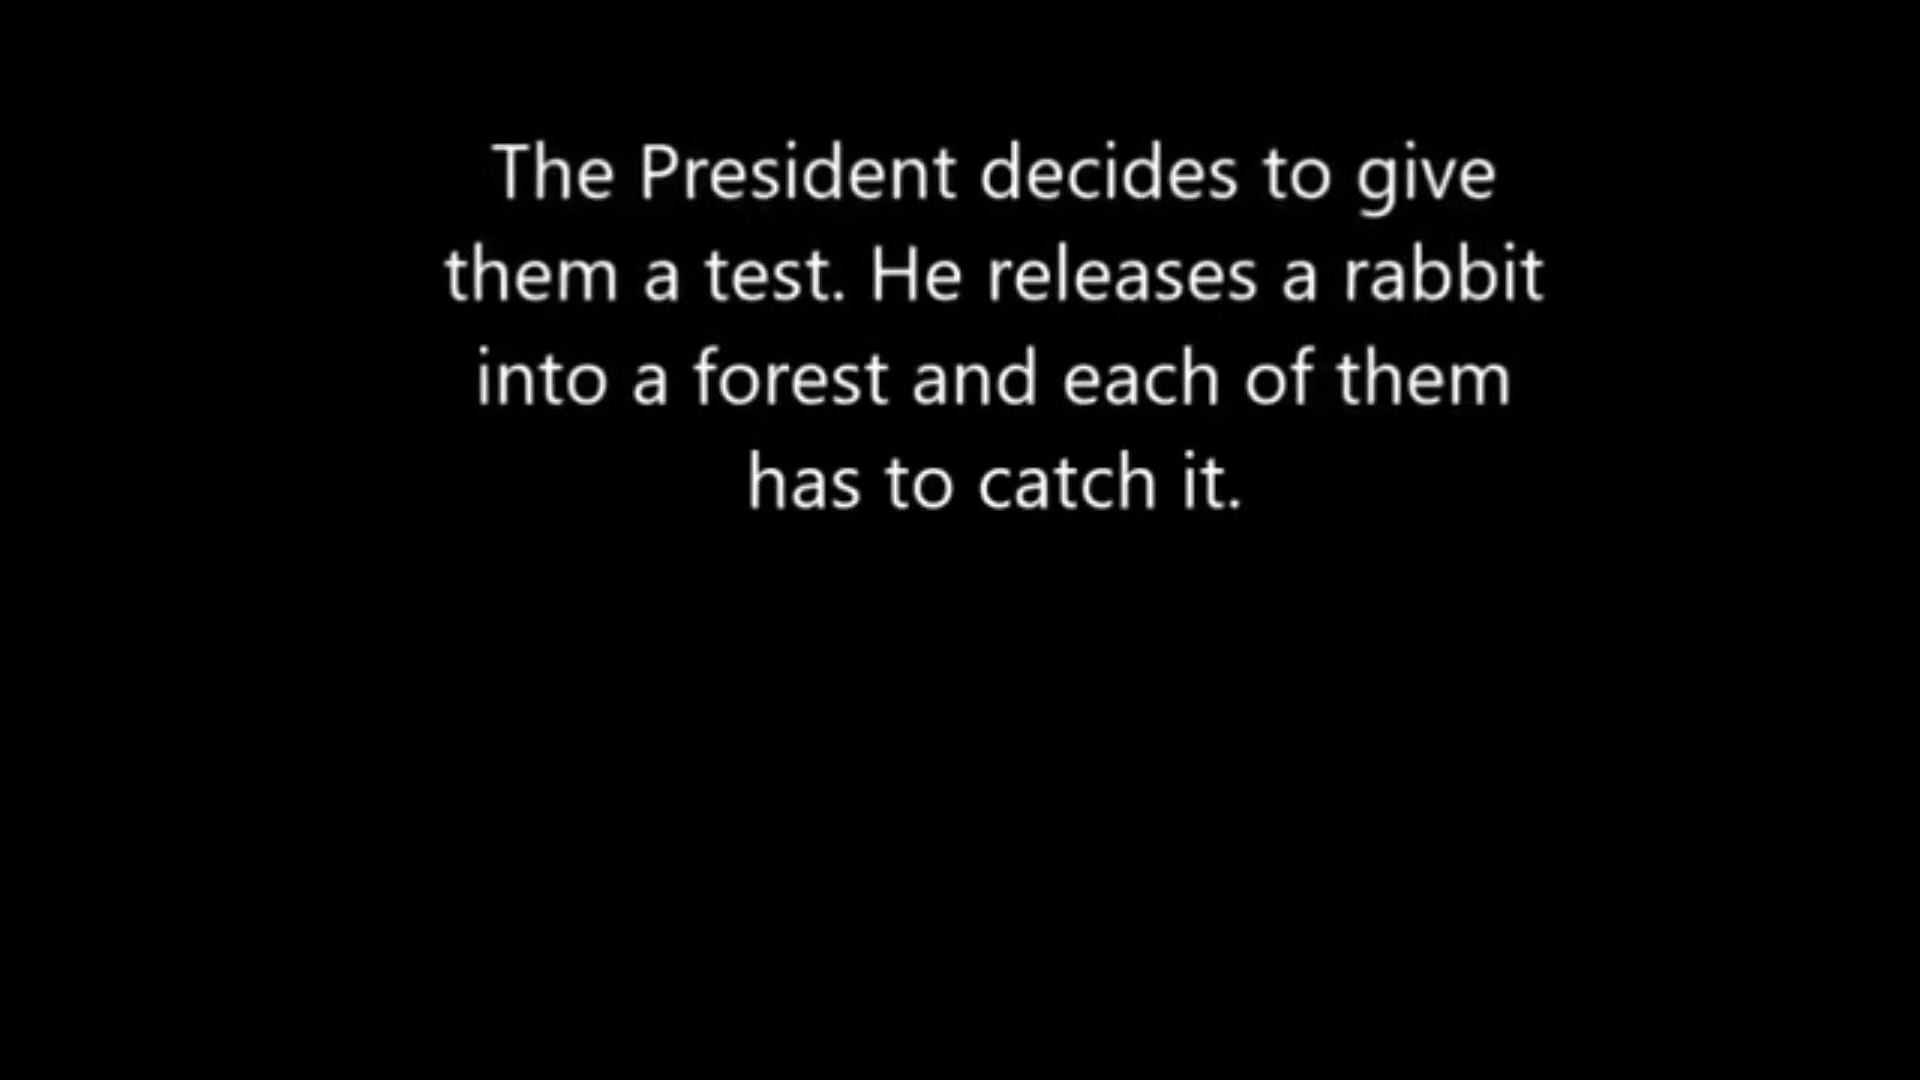 The President decides to give
them a test. He releases a rabbit
into a forest and each of them
has to catch it.